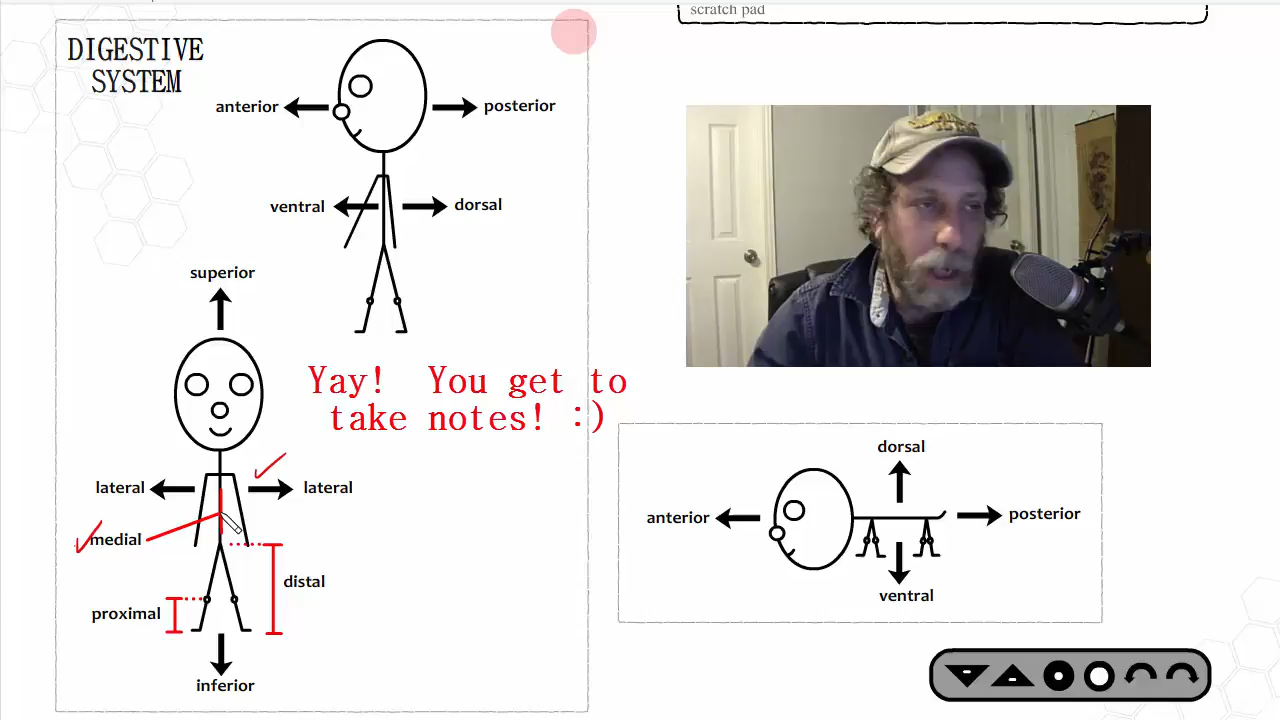 scratch pad
DIGESTIVE
SYSTEM
anterior
posterior
ventral
dorsal
superior
Yay! You get to
take notes! :)
lateral
lateral
medial
distal
proximal
inferior
dorsal
anterior
posterior
ventral